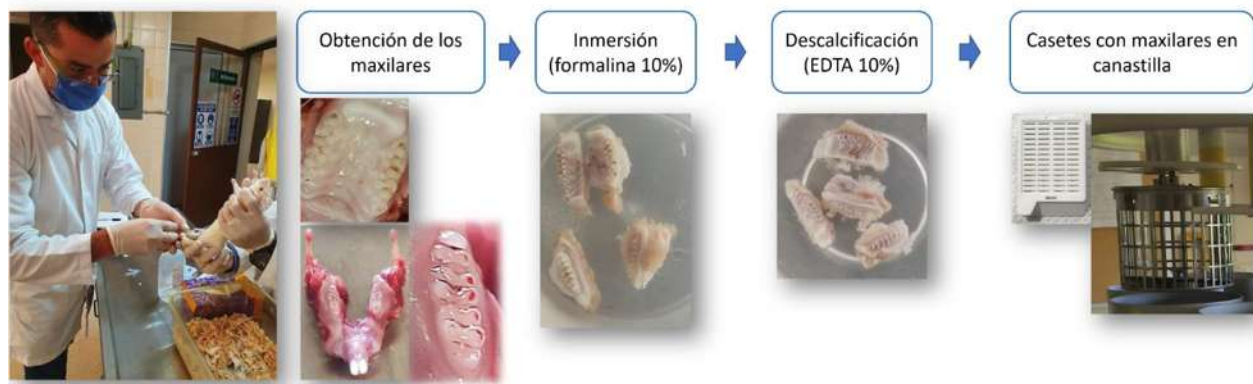 Obtención de los
maxilares
Inmersión
(formalina 10%)
Descalcificación
(EDTA 10%)
Casetes con maxilares en
canastilla